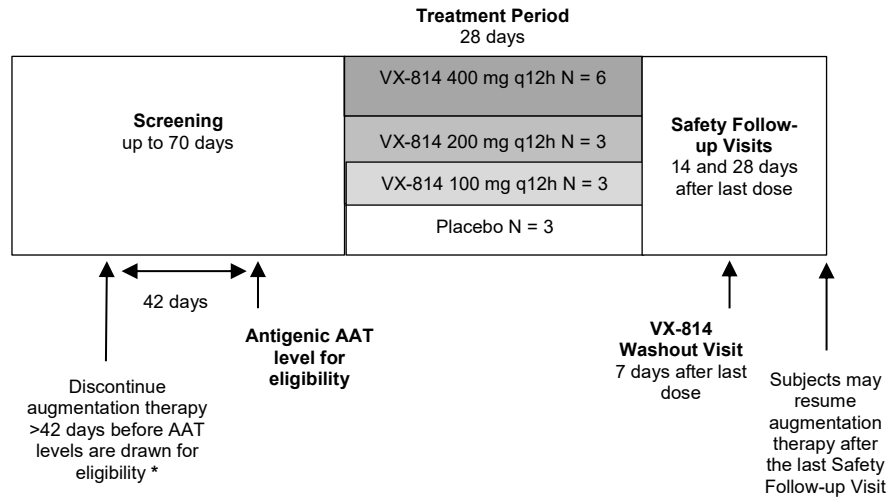 Treatment Period
28 days
VX-814 400 mg q12h N = 6
Screening
up to 70 days
VX-814 200 mg q12h N = 3
VX-814 100 mg q12h N = 3
Placebo N = 3
Safety Follow-
up Visits
14 and 28 days
after last dose
42 days
Discontinue
augmentation therapy
>42 days before AAT
levels are drawn for
eligibility *
Antigenic AAT
level for
eligibility
VX-814
Washout Visit
7 days after last
dose
Subjects may
resume
augmentation
therapy after
the last Safety
Follow-up Visit